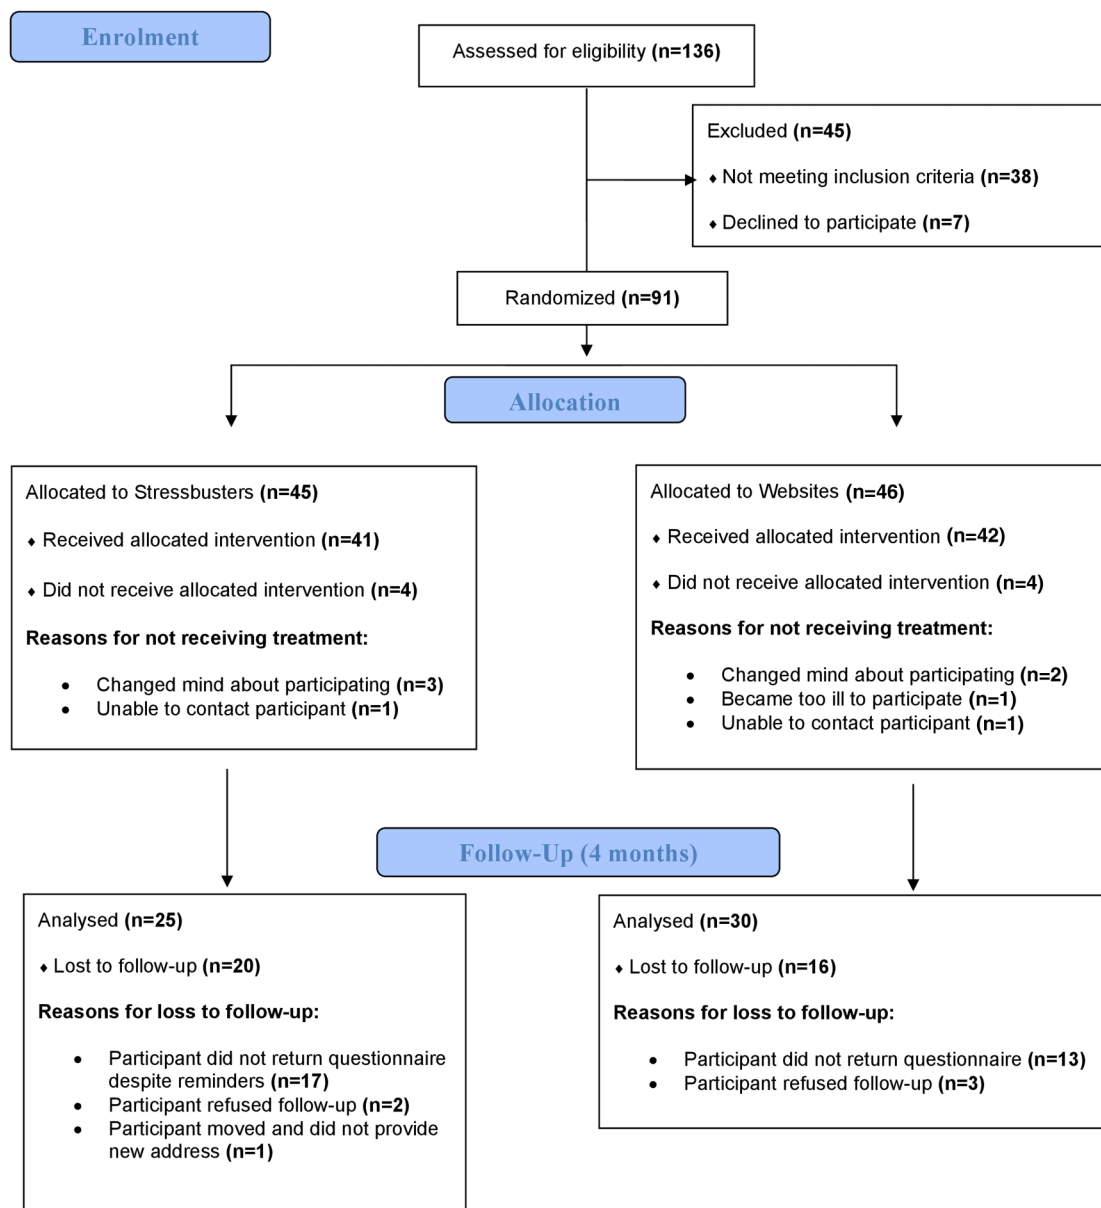 Enrolment
Assessed for eligibility (n=136)
Excluded (n=45)
♦ Not meeting inclusion criteria (n=38)
♦ Declined to participate (n=7)
Randomized (n=91)
Allocation
Allocated to Stressbusters (n=45)
♦ Received allocated intervention (n=41)
♦ Did not receive allocated intervention (n=4)
Reasons for not receiving treatment:
• Changed mind about participating (n=3)
• Unable to contact participant (n=1)
Allocated to Websites (n=46)
♦ Received allocated intervention (n=42)
♦ Did not receive allocated intervention (n=4)
Reasons for not receiving treatment:
• Changed mind about participating (n=2)
• Became too ill to participate (n=1)
• Unable to contact participant (n=1)
Follow-Up (4 months)
Analysed (n=25)
♦ Lost to follow-up (n=20)
Reasons for loss to follow-up:
• Participant did not return questionnaire
despite reminders (n=17)
• Participant refused follow-up (n=2)
• Participant moved and did not provide
new address (n=1)
Analysed (n=30)
♦ Lost to follow-up (n=16)
Reasons for loss to follow-up:
• Participant did not return questionnaire (n=13)
• Participant refused follow-up (n=3)